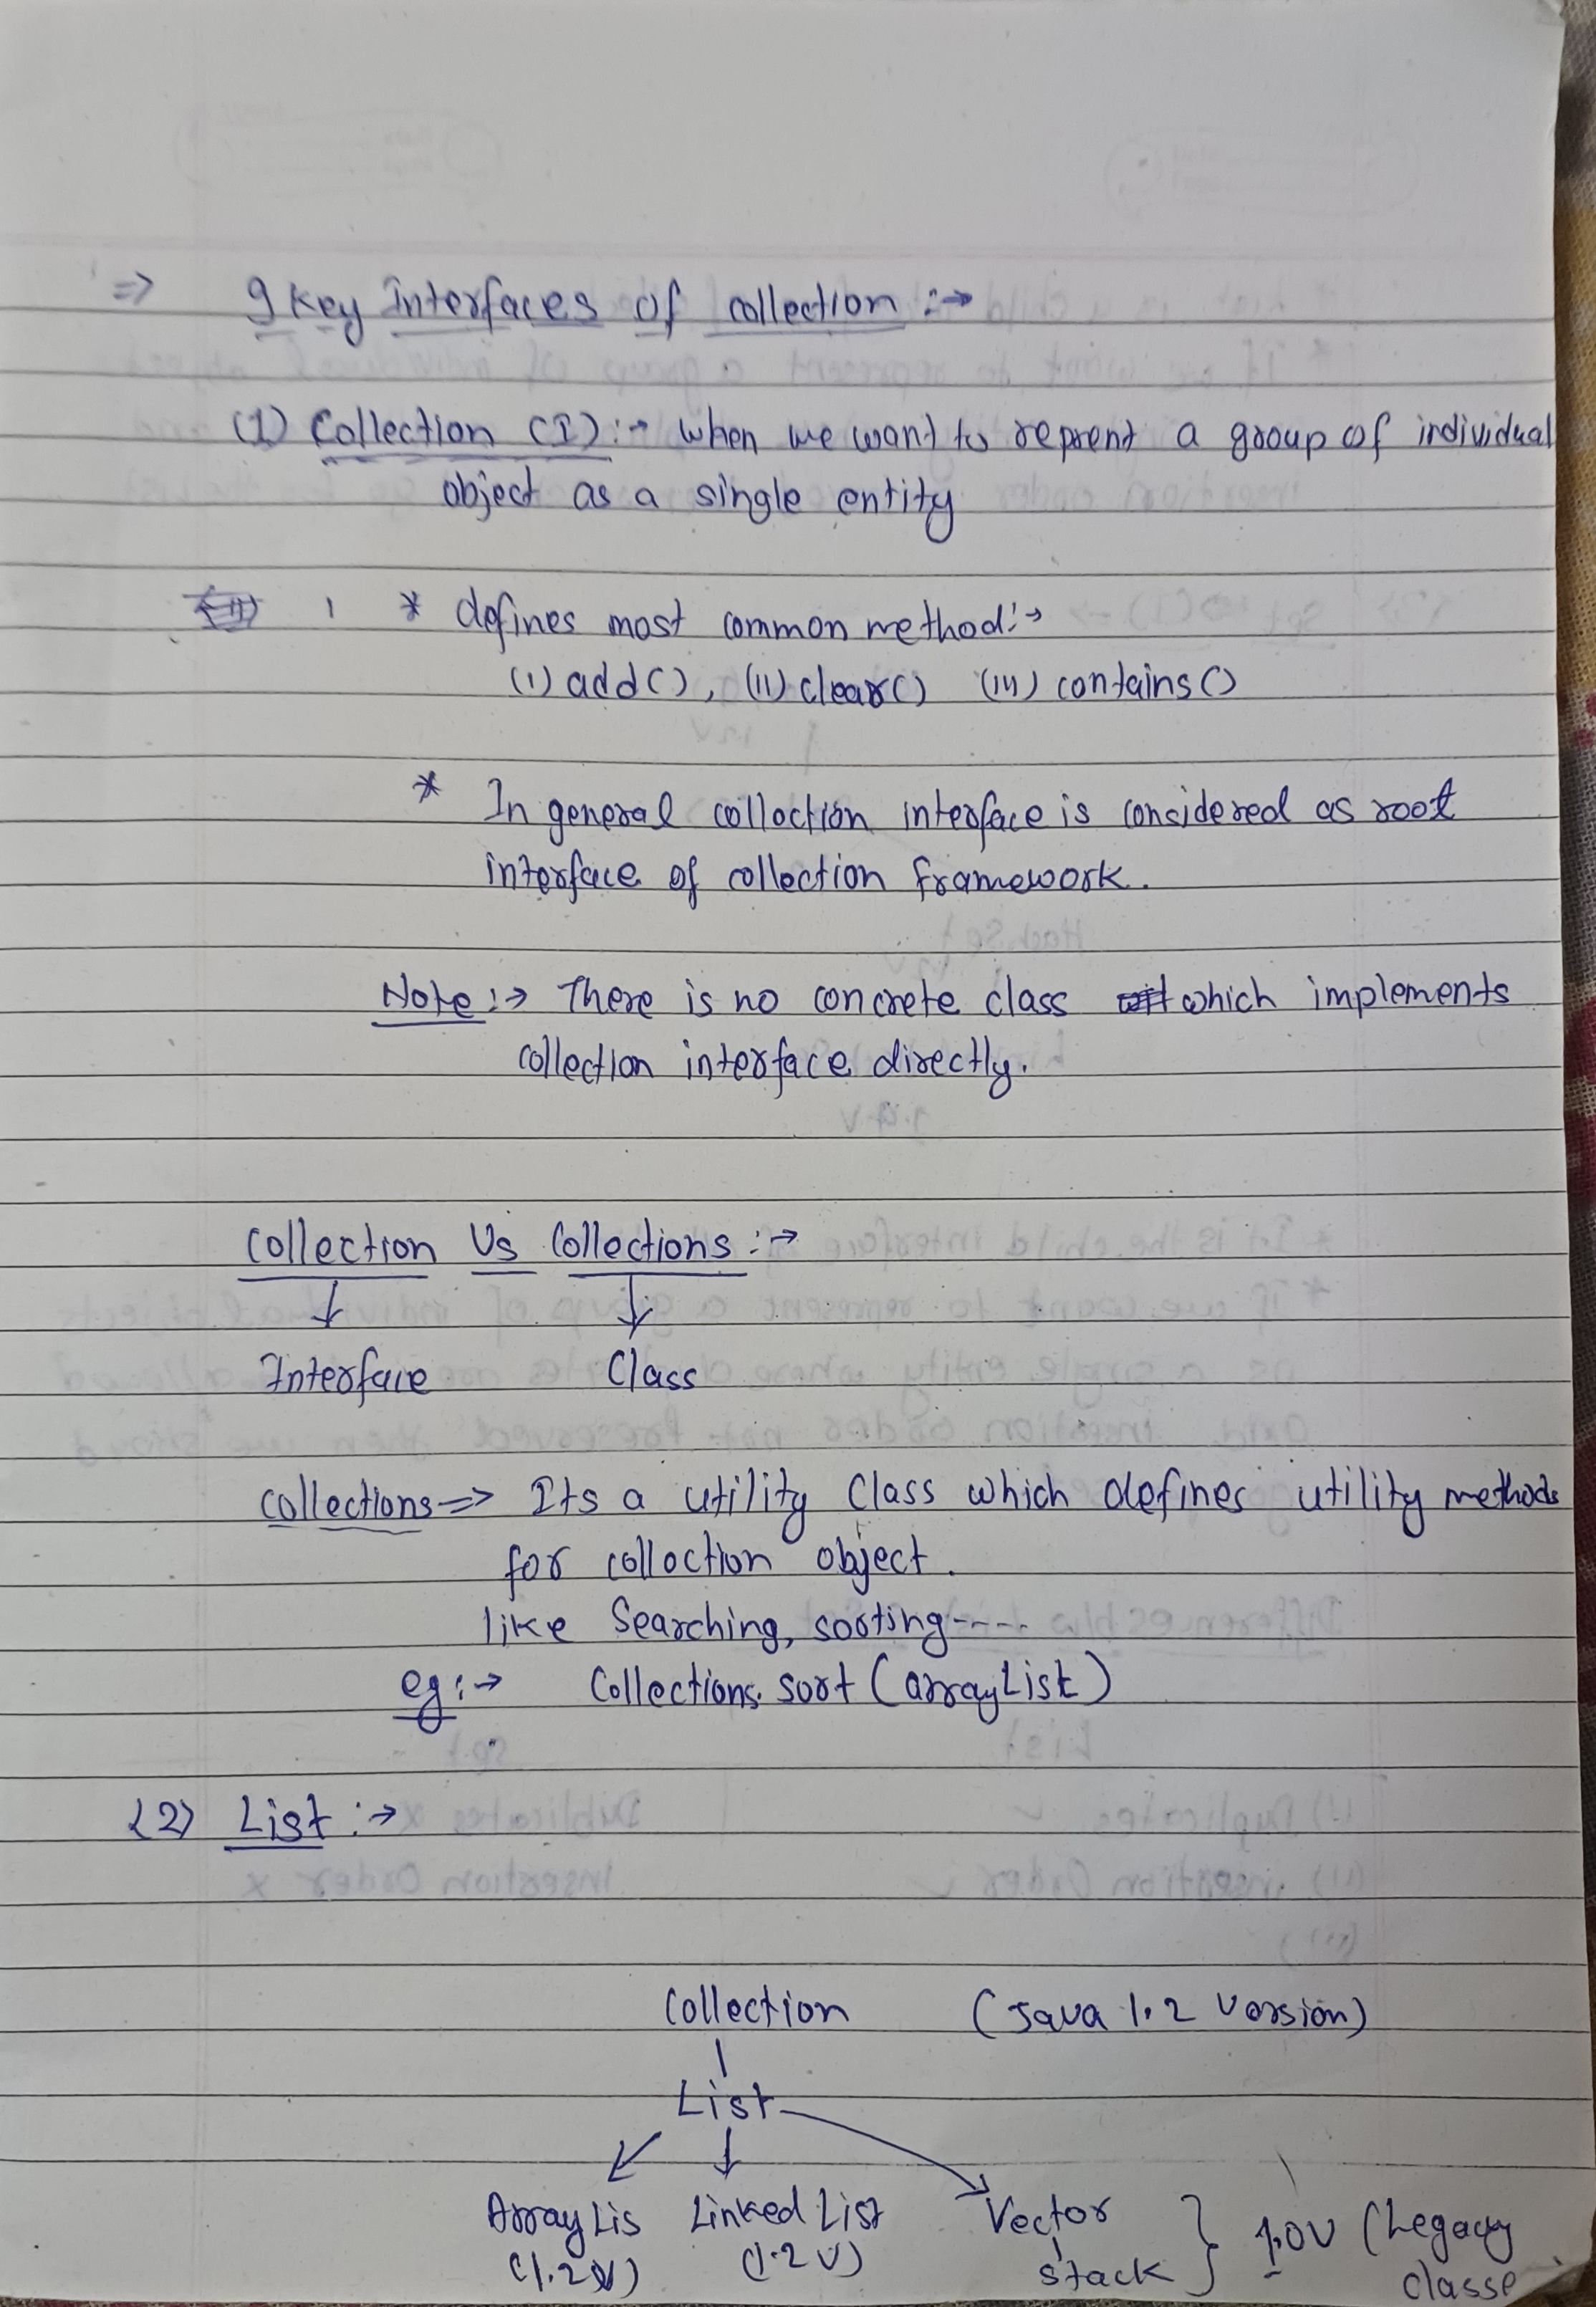 => 9 Key Interfaces Of collection :→
(1) Collection (I) :→ when we want to reprent a group of individual
object as a single entity
* defines most common method :→
(i) add(), (ii) clear() (iii) contains()
* In general collection interface is considered as root
interface of collection framework.
Note :→ There is no concrete class which implements
collection interface directly.
Collection Vs Collections :→
↓ ↓
Interface Class
collections => Its a utility Class which defines utility methods
for collection object.
like Searching, sorting ----
eg :→ Collections. sort (arrayList)
(2) List :→
Collection (Java 1.2 Version)
List
ArrayLis Linked List Vector } 1.0V (Legacy
(1.2V) (1.2V) stack classe